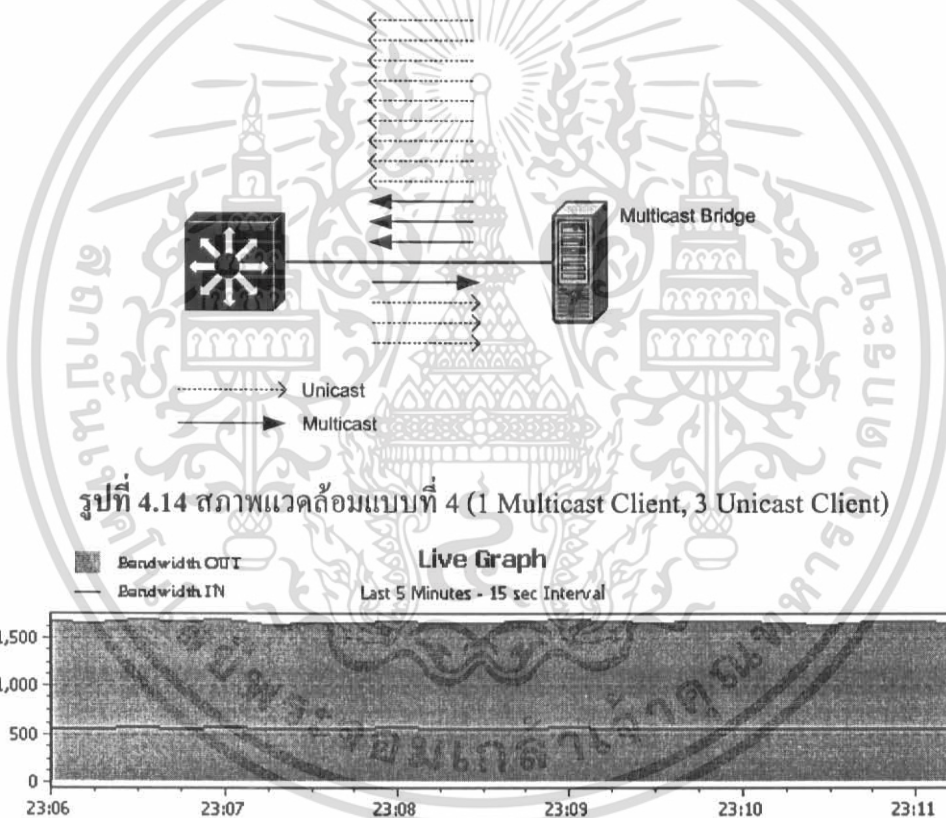 Multicast Bridge
Unicast
Multicast
รูปที่ 4.14 สภาพแวดล้อมแบบที่ 4 (1 Multicast Client, 3 Unicast Client)
Live Graph
Last 5 Minutes - 15 sec Interval
Bandwidth OUT
Bandwidth IN
1,500
1,000
500
0
23:06
23:07
23:08
23:09
23:10
23:11